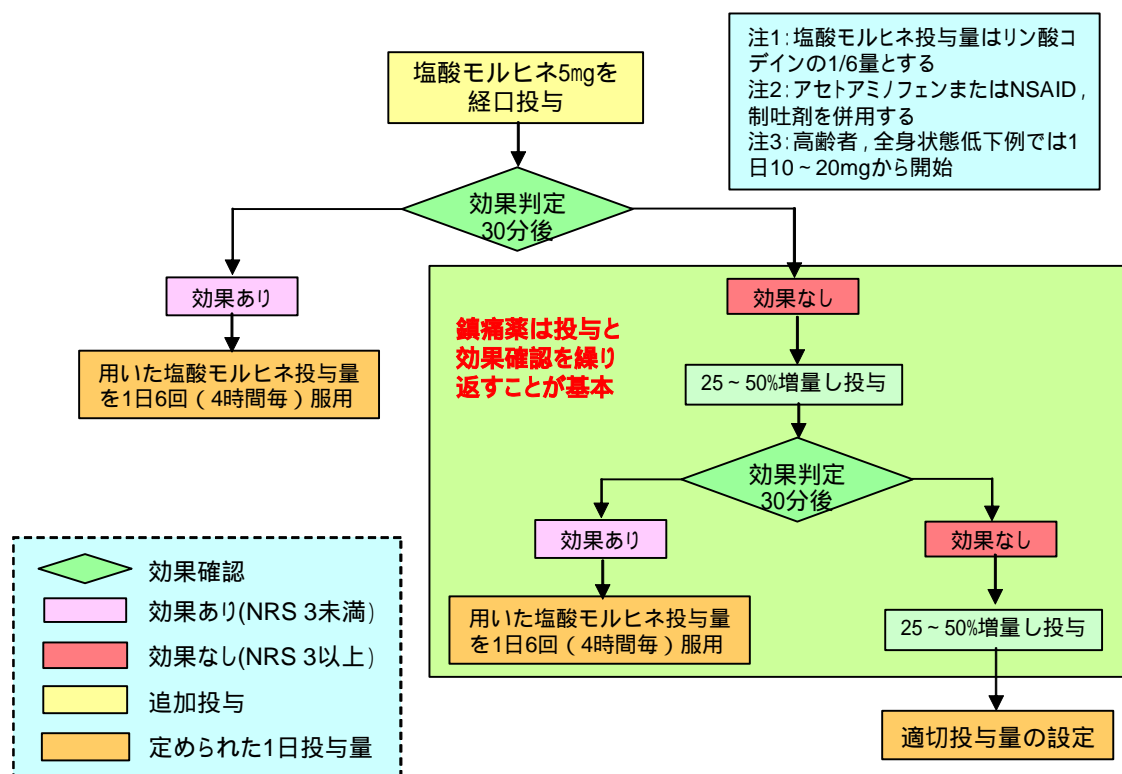 塩酸モルヒネ5㎎を
経口投与
注1:塩酸モルヒネ投与量はリン酸コ
デインの1/6量とする
注2:アセトアミノフェンまたはNSAID,
制吐剤を併用する
注3:高齢者,全身状態低下例では1
日10~20mgから開始
効果判定
30分後
効果あり
効果なし
用いた塩酸モルヒネ投与量
を1日6回(4時間毎)服用
鎮痛薬は投与と
効果確認を繰り
返すことが基本
25~50%増量し投与
効果判定
30分後
効果あり
効果なし
用いた塩酸モルヒネ投与量
を1日6回(4時間毎)服用
25~50%増量し投与
適切投与量の設定
効果確認
効果あり(NRS 3未満)
効果なし(NRS 3以上)
追加投与
定められた1日投与量